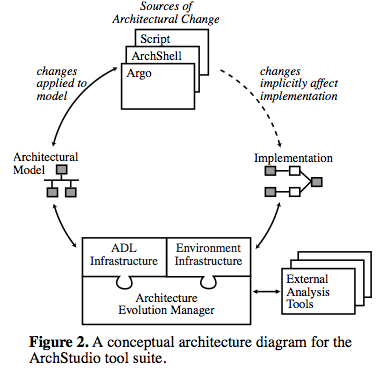 Sources of
Architectural Change
Script
ArchShell
Argo
changes
applied to
model
changes
implicitly affect
implementation
Architectural
Model
Implementation
ADL
Infrastructure
Environment
Infrastructure
Architecture
Evolution Manager
External
Analysis
Tools
Figure 2. A conceptual architecture diagram for the
ArchStudio tool suite.